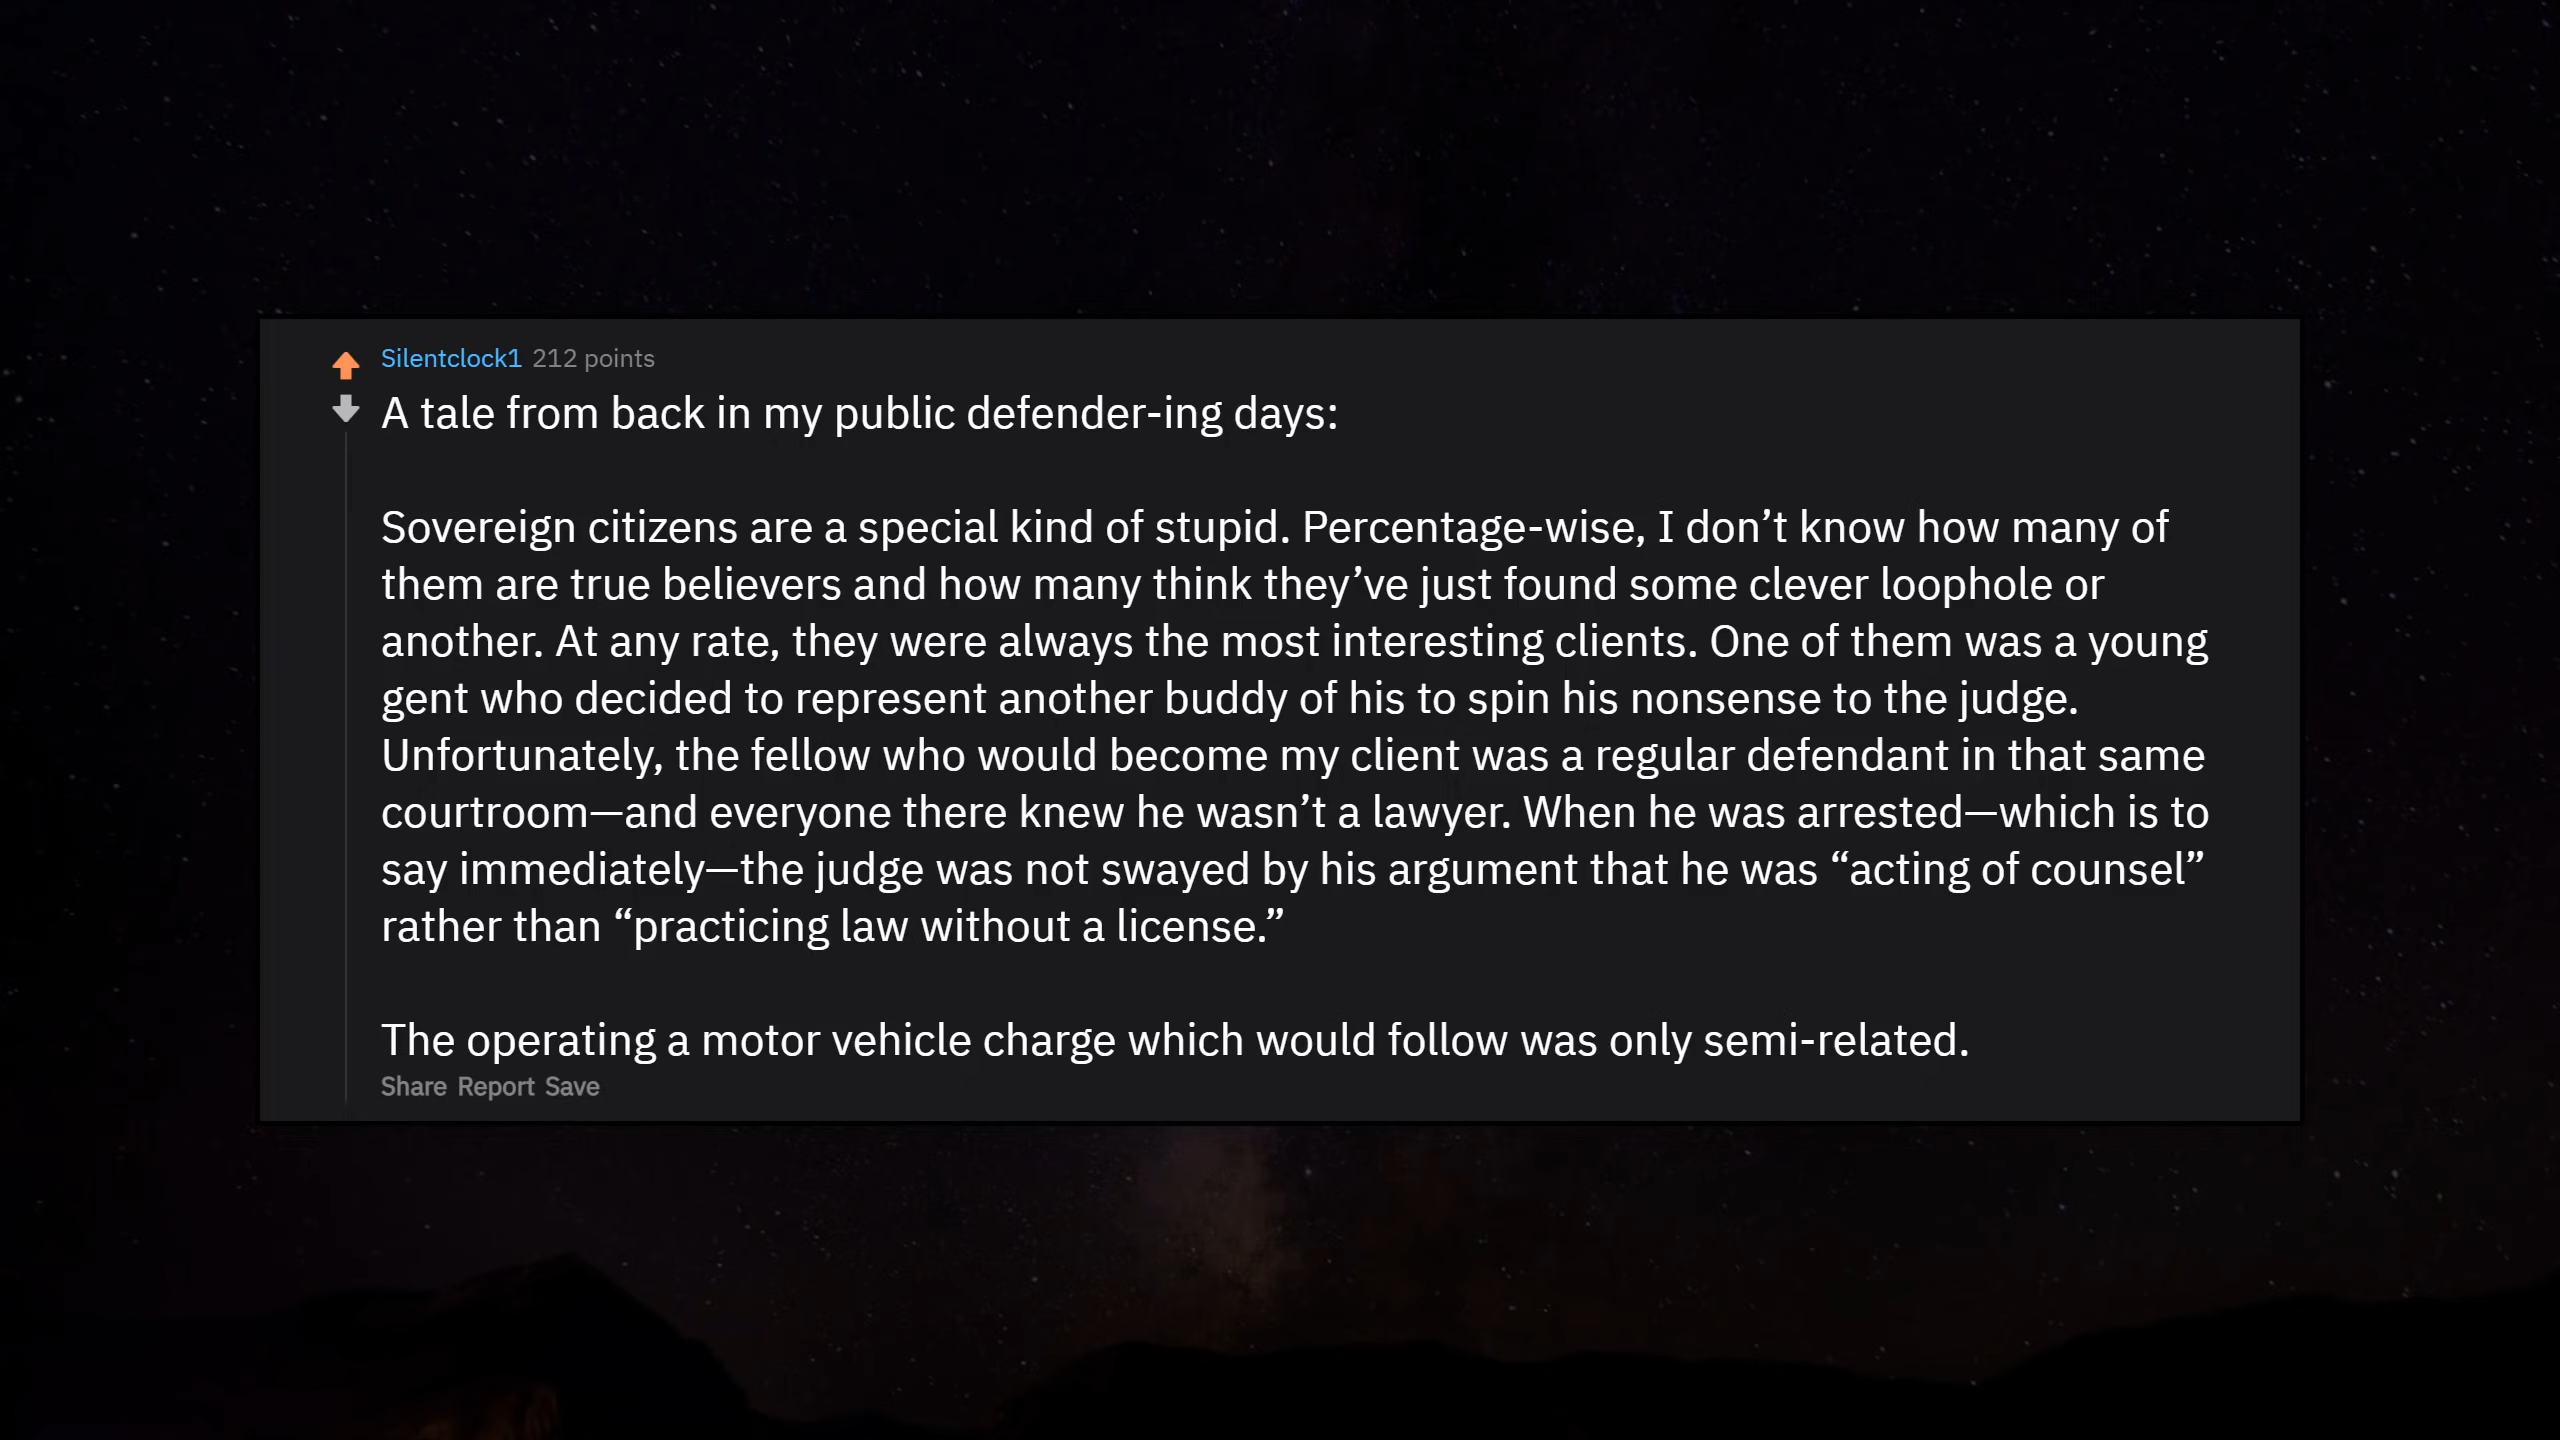 Silentclock1 212 points
A tale from back in my public defender-ing days:
Sovereign citizens are a special kind of stupid. Percentage-wise, I don’t know how many of
them are true believers and how many think they’ve just found some clever loophole or
another. At any rate, they were always the most interesting clients. One of them was a young
gent who decided to represent another buddy of his to spin his nonsense to the judge.
Unfortunately, the fellow who would become my client was a regular defendant in that same
courtroom—and everyone there knew he wasn’t a lawyer. When he was arrested—which is to
say immediately—the judge was not swayed by his argument that he was “acting of counsel”
rather than “practicing law without a license.”
The operating a motor vehicle charge which would follow was only semi-related.
Share Report Save